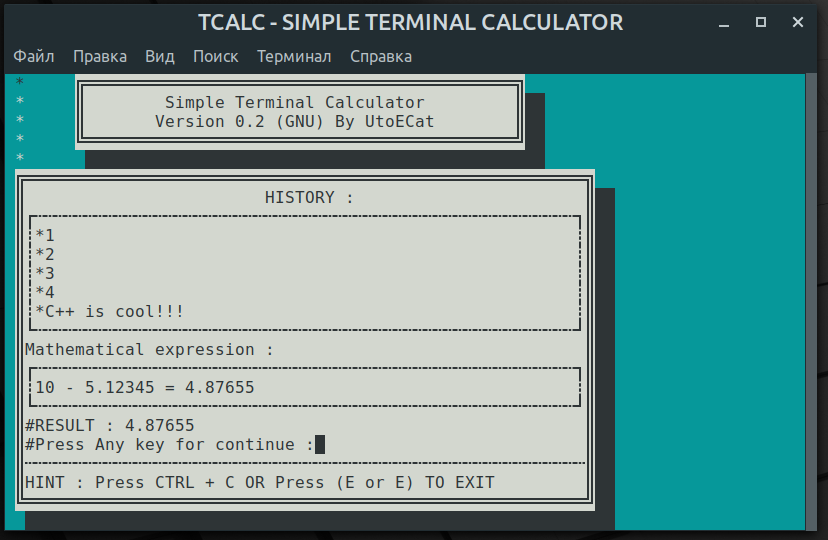 TCALC - SIMPLE TERMINAL CALCULATOR
Файл Правка Вид Поиск Терминал Справка
*
*
*
*
*
Simple Terminal Calculator
Version 0.2 (GNU) By UtoECat
HISTORY :
*1
*2
*3
*4
*C++ is cool!!!
Mathematical expression :
10 - 5.12345 = 4.87655
#RESULT : 4.87655
#Press Any key for continue :
HINT : Press CTRL + C OR Press (E or E) TO EXIT